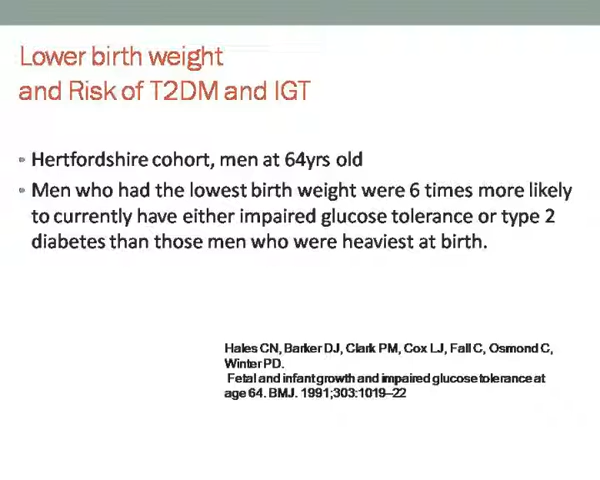 Lower birth weight
and Risk of T2DM and IGT
• Hertfordshire cohort, men at 64yrs old
• Men who had the lowest birth weight were 6 times more likely
to currently have either impaired glucose tolerance or type 2
diabetes than those men who were heaviest at birth.
Hales CN, Barker DJ, Clark PM, Cox LJ, Fall C, Osmond C,
Winter PD.
Fetal and infant growth and impaired glucose tolerance at
age 64. BMJ. 1991;303:1019–22